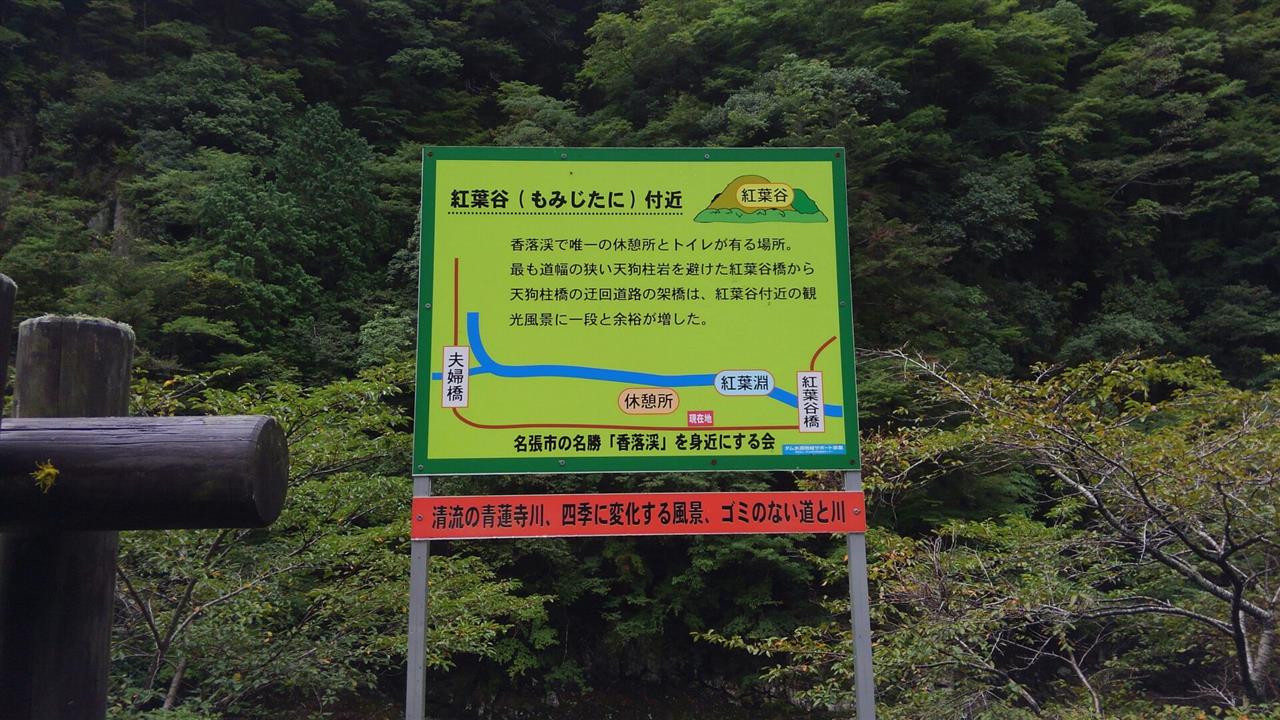 紅葉谷(もみじたに)付近
紅葉谷
香落渓で唯一の休憩所とトイレが有る場所。
最も道幅の狭い天狗柱岩を避けた紅葉谷橋から
天狗柱橋の迂回道路の架橋は、紅葉谷付近の観
光風景に一段と余裕が増した。
夫婦橋
紅葉淵
紅葉谷橋
休憩所
現在地
名張市の名勝「香落渓」を身近にする会
清流の青蓮寺川、四季に変化する風景、ゴミのない道と川